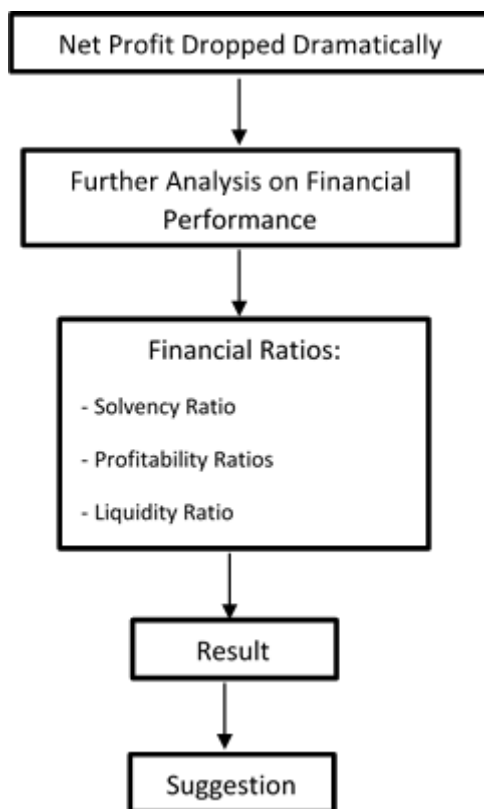 Net Profit Dropped Dramatically
Further Analysis on Financial
Performance
Financial Ratios:
- Solvency Ratio
- Profitability Ratios
- Liquidity Ratio
Result
Suggestion